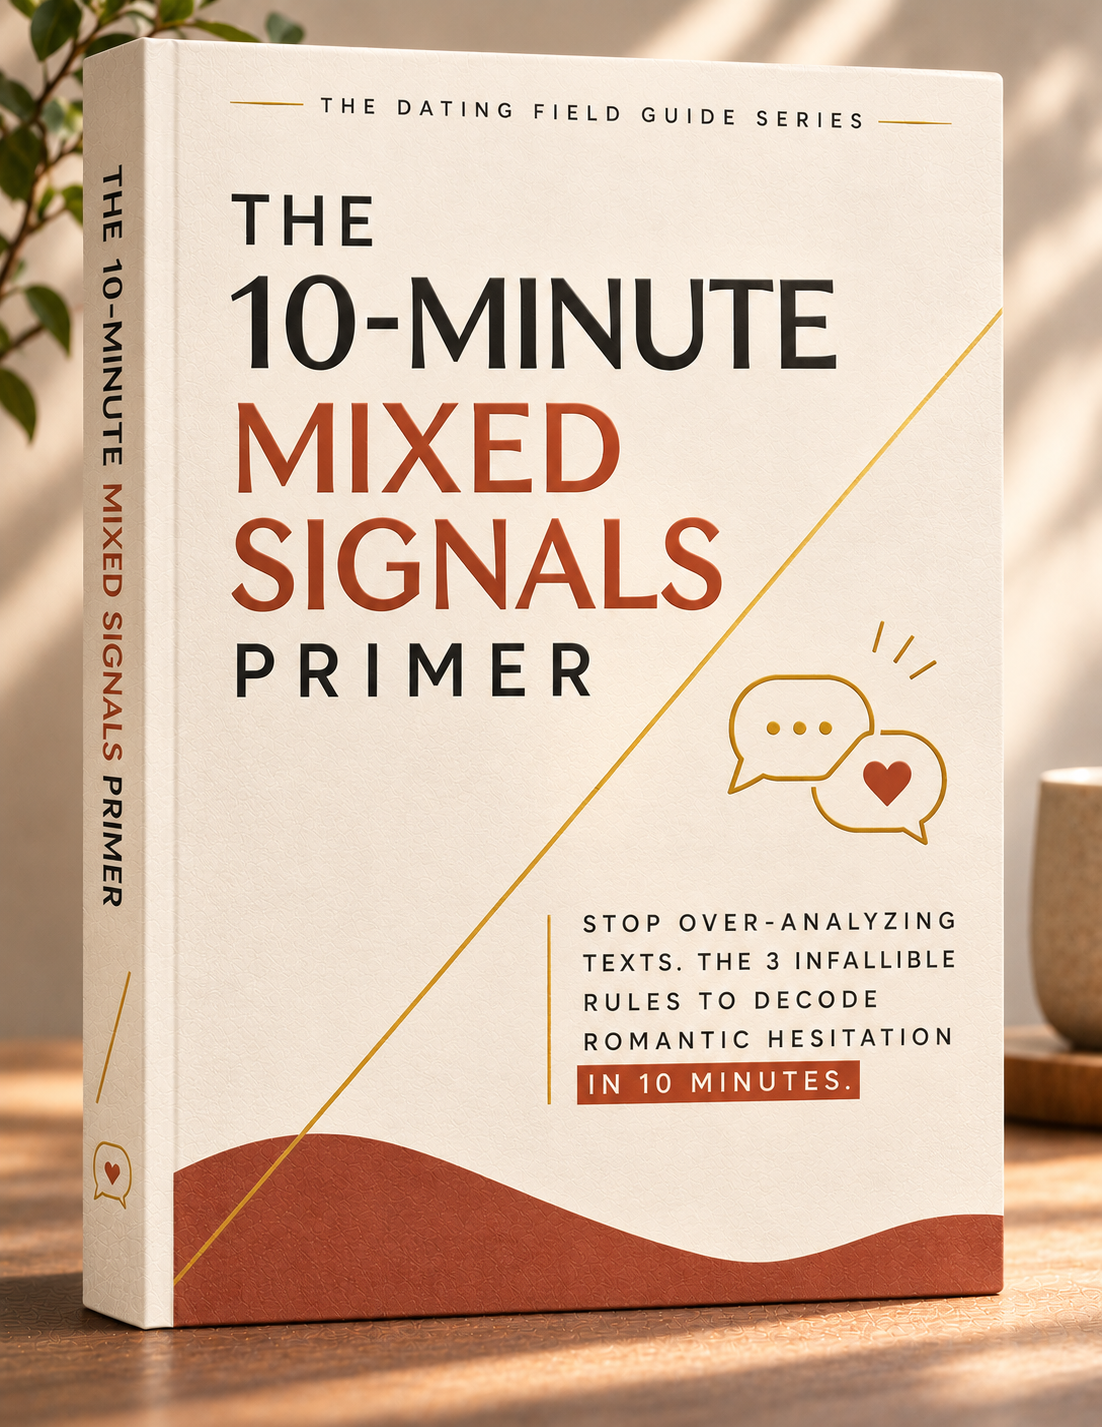 THE DATING FIELD GUIDE SERIES
THE
10-MINUTE
MIXED
SIGNALS
PRIMER
STOP OVER-ANALYZING
TEXTS. THE 3 INFALLIBLE
RULES TO DECODE
ROMANTIC HESITATION
IN 10 MINUTES.
THE 10-MINUTE MIXED SIGNALS PRIMER